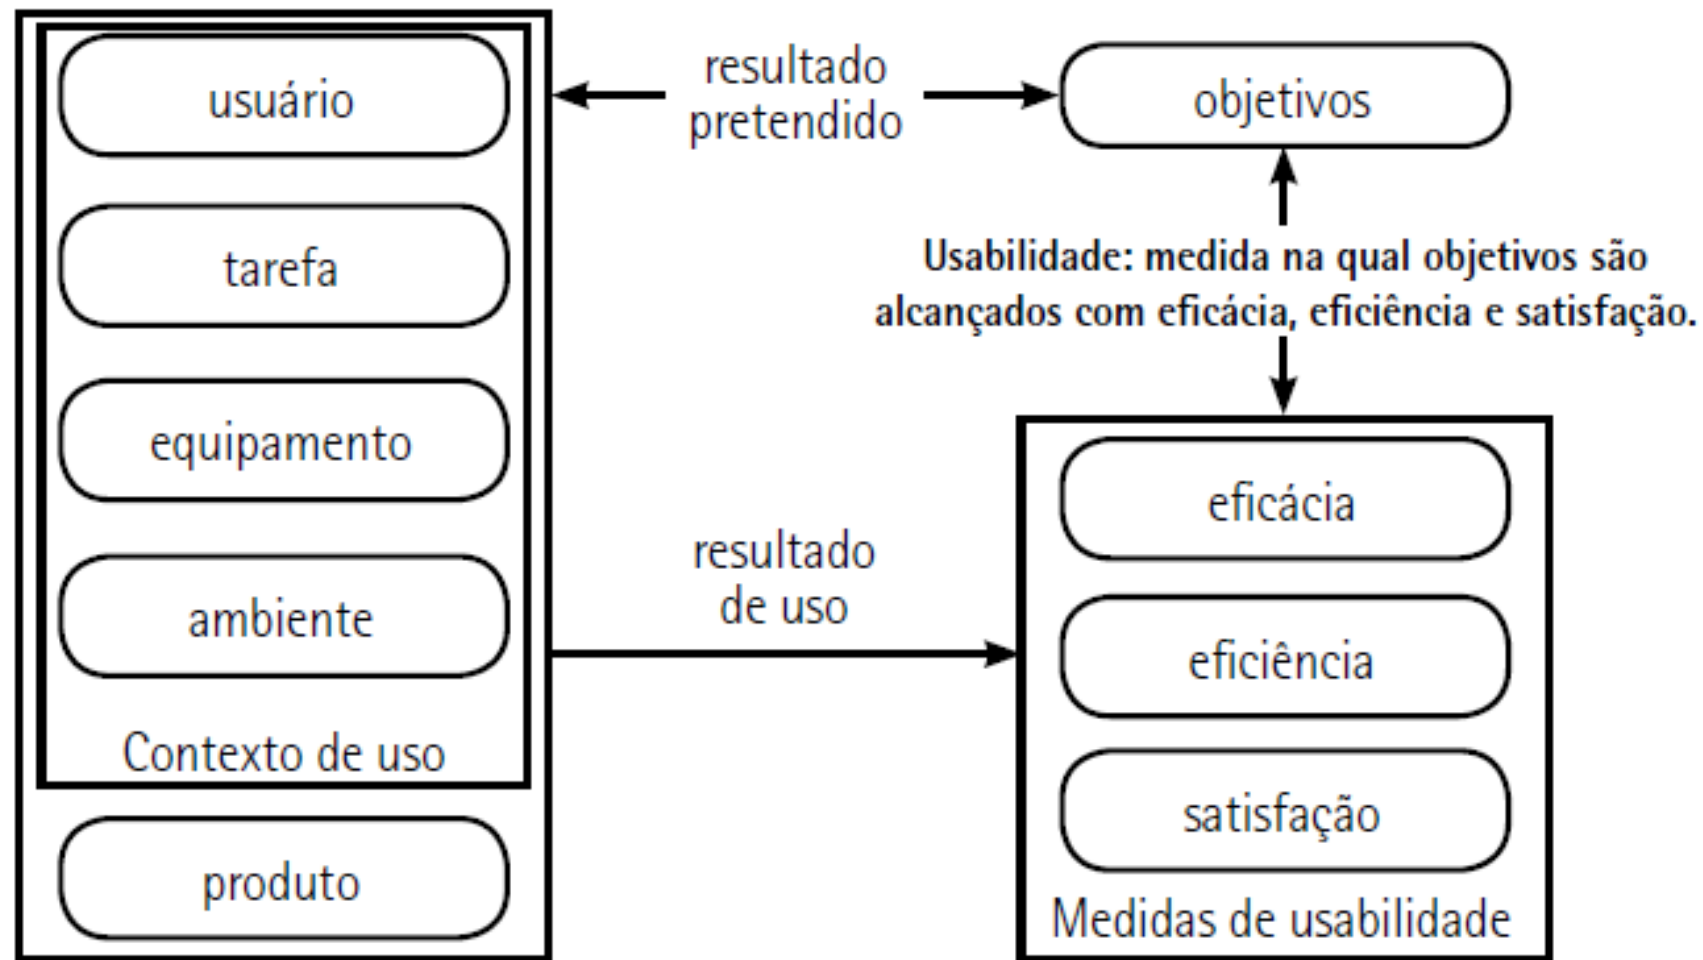 usuário
tarefa
equipamento
ambiente
Contexto de uso
produto
resultado
pretendido
objetivos
Usabilidade: medida na qual objetivos são
alcançados com eficácia, eficiência e satisfação.
resultado
de uso
eficácia
eficiência
satisfação
Medidas de usabilidade